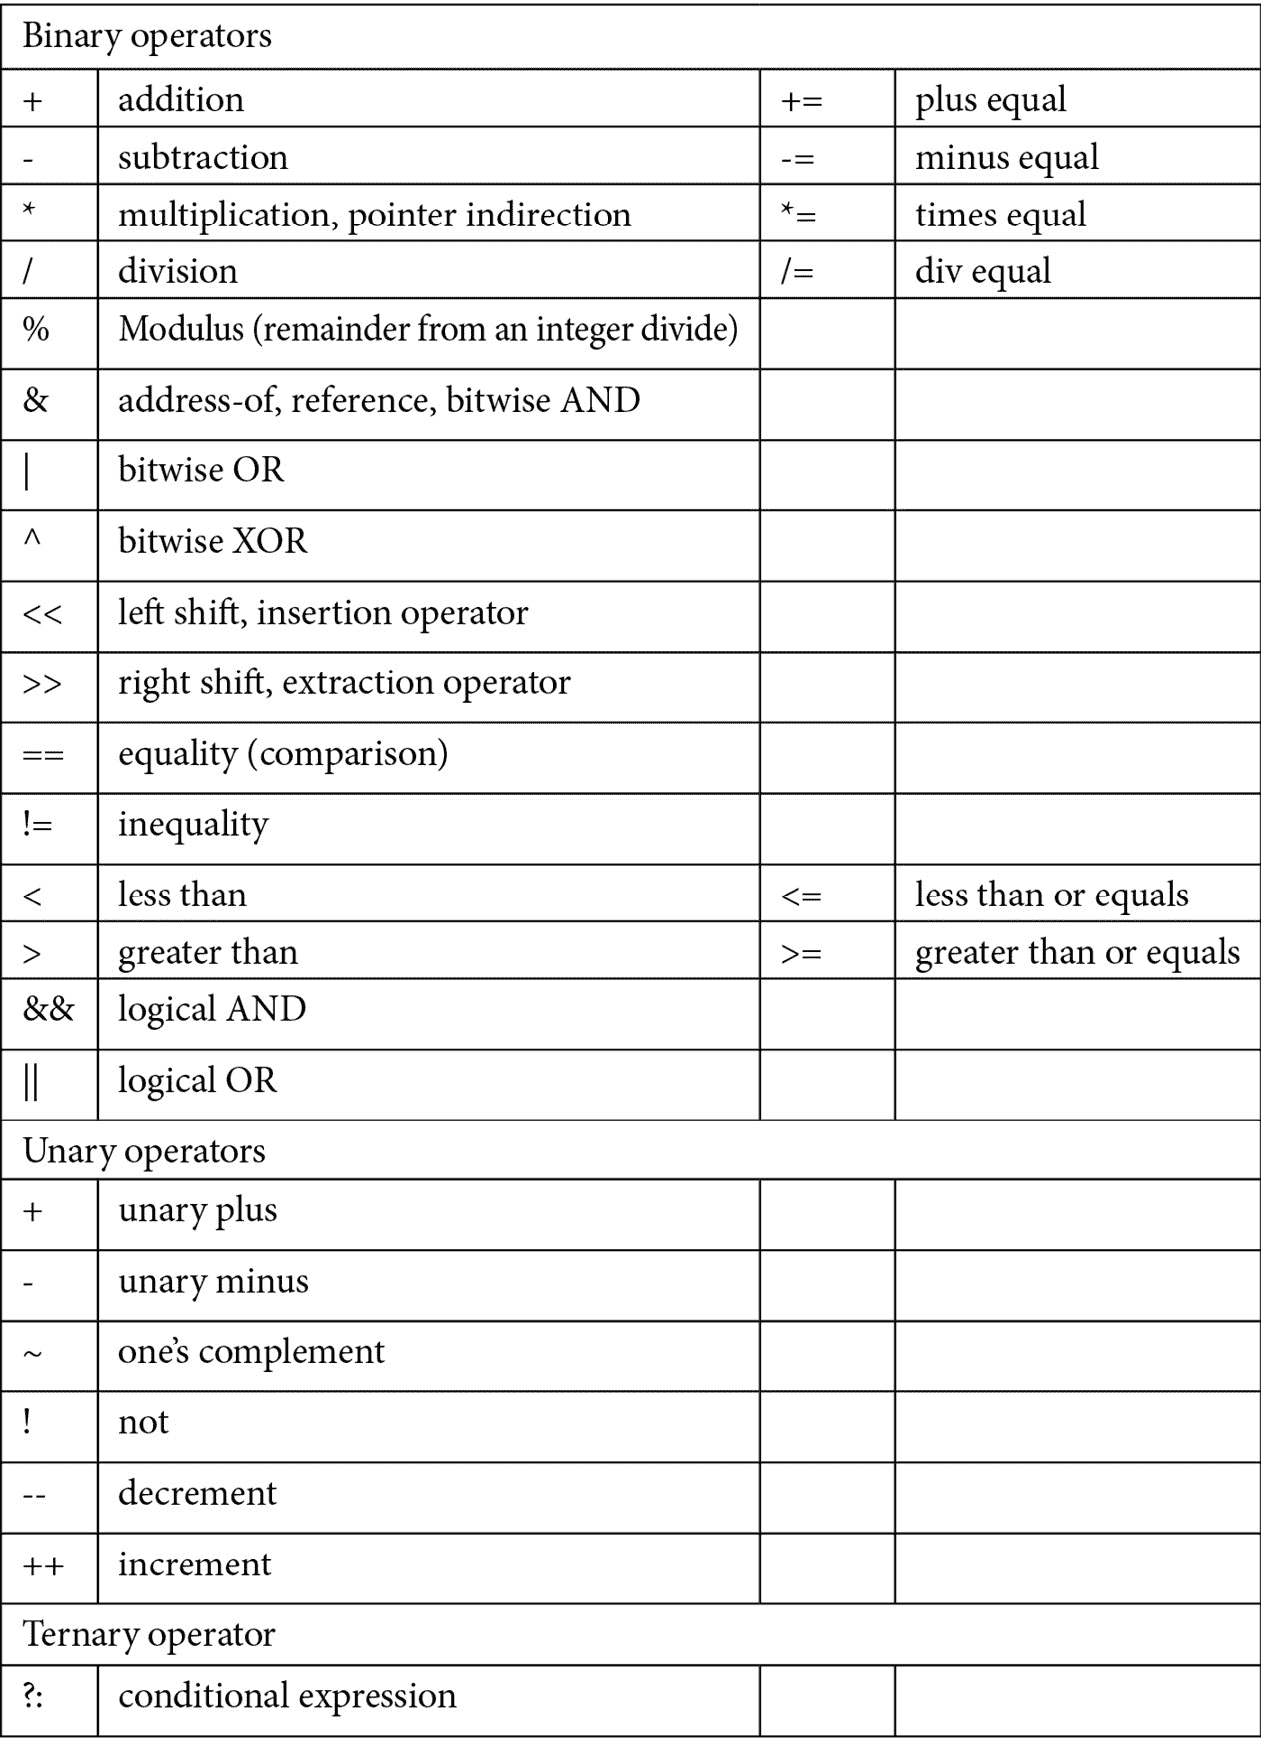 Binary operators
+ addition += plus equal
- subtraction -= minus equal
* multiplication, pointer indirection *= times equal
/ division /= div equal
% Modulus (remainder from an integer divide)
& address-of, reference, bitwise AND
| bitwise OR
^ bitwise XOR
<< left shift, insertion operator
>> right shift, extraction operator
== equality (comparison)
!= inequality
< less than <= less than or equals
> greater than >= greater than or equals
&& logical AND
|| logical OR
Unary operators
+ unary plus
- unary minus
~ one’s complement
! not
-- decrement
++ increment
Ternary operator
?: conditional expression